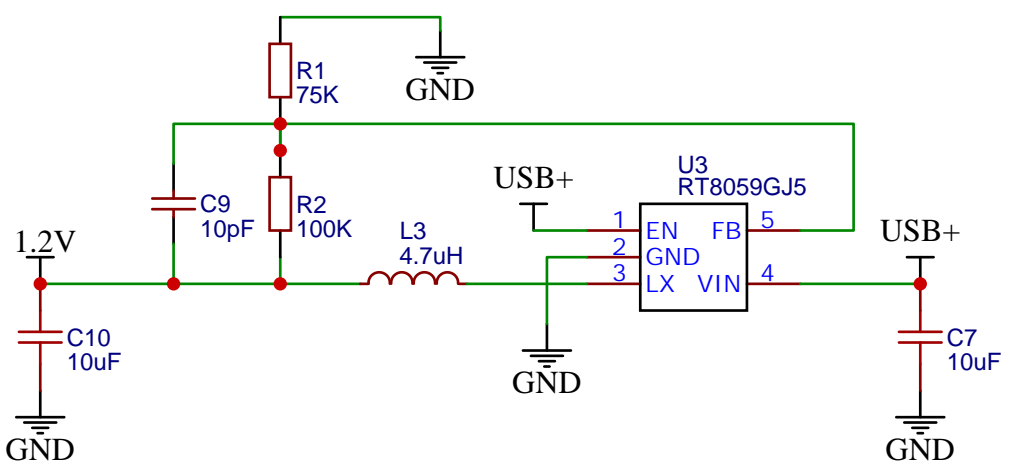 R1
75K
GND
U3
RT8059GJ5
USB+
C9
10pF
R2
100K
1 EN FB 5
2 GND
3 LX VIN 4
USB+
1.2V
L3
4.7uH
C10
10uF
C7
10uF
GND
GND
GND